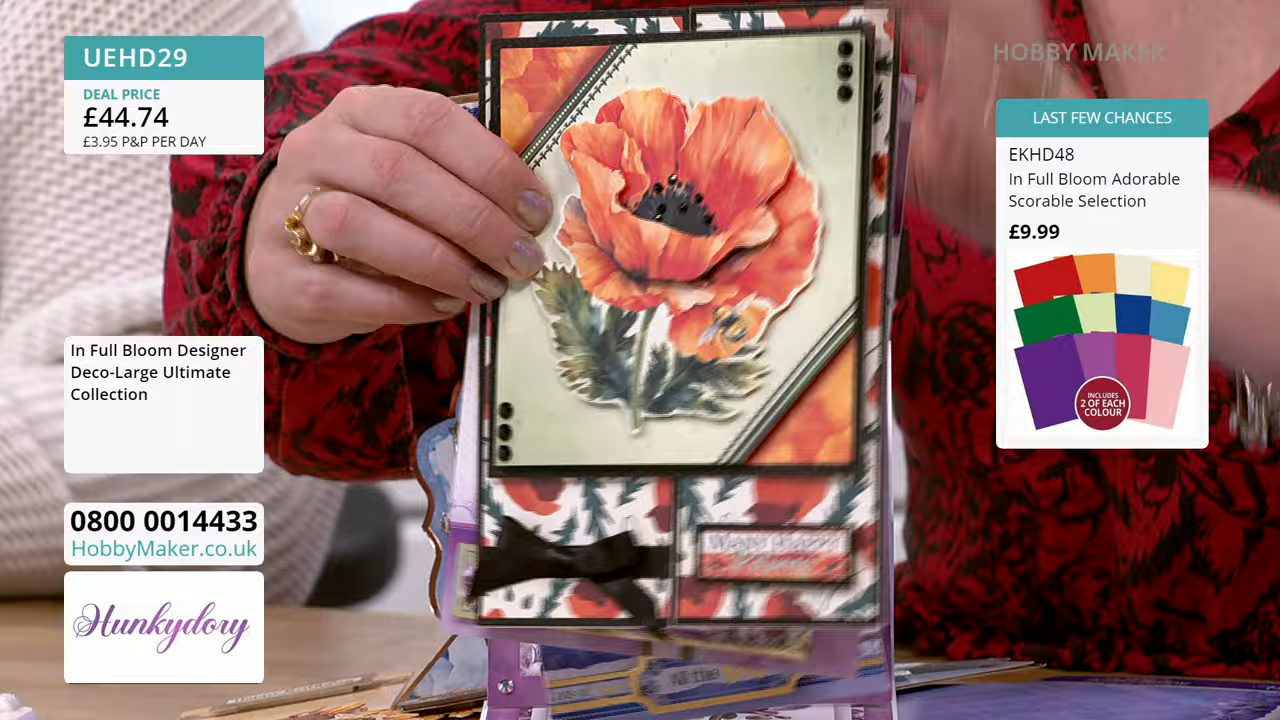 UEHD29
DEAL PRICE
£44.74
£3.95 P&P PER DAY
In Full Bloom Designer
Deco-Large Ultimate
Collection
0800 0014433
HobbyMaker.co.uk
Hunkydory
HOBBY MAKER
LAST FEW CHANCES
EKHD48
In Full Bloom Adorable
Scorable Selection
£9.99
INCLUDES
2 OF EACH
COLOUR